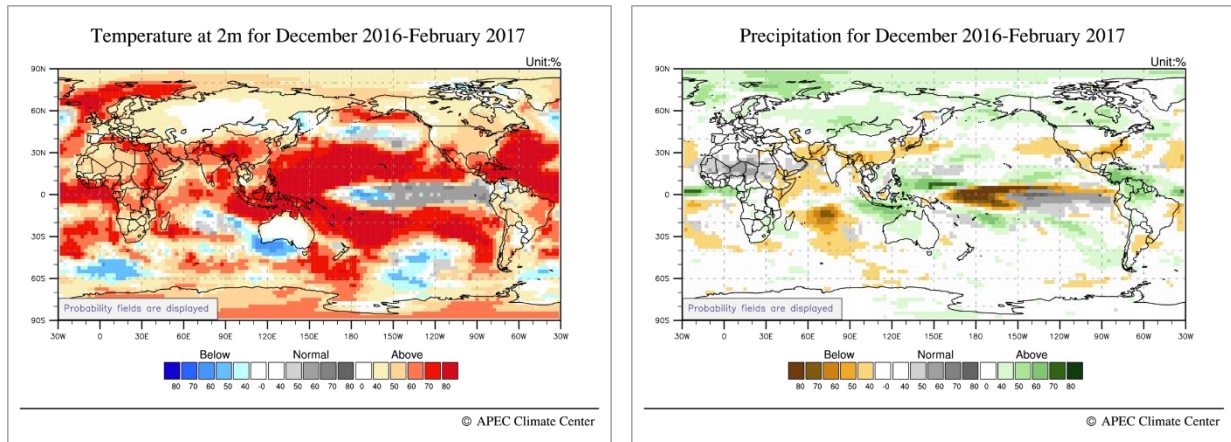 Temperature at 2m for December 2016-February 2017
Unit:%
90N
60N
30N
0
30S
60S
90S
Probability fields are displayed
30W 0 30E 60E 90E 120E 150E 180 150W 120W 90W 60W 30W
Below Normal Above
80 70 60 50 40 -0 40 50 60 70 80 0 40 50 60 70 80
© APEC Climate Center
Precipitation for December 2016-February 2017
Unit:%
90N
60N
30N
0
30S
60S
90S
Probability fields are displayed
30W 0 30E 60E 90E 120E 150E 180 150W 120W 90W 60W 30W
Below Normal Above
80 70 60 50 40 -0 40 50 60 70 80 0 40 50 60 70 80
© APEC Climate Center